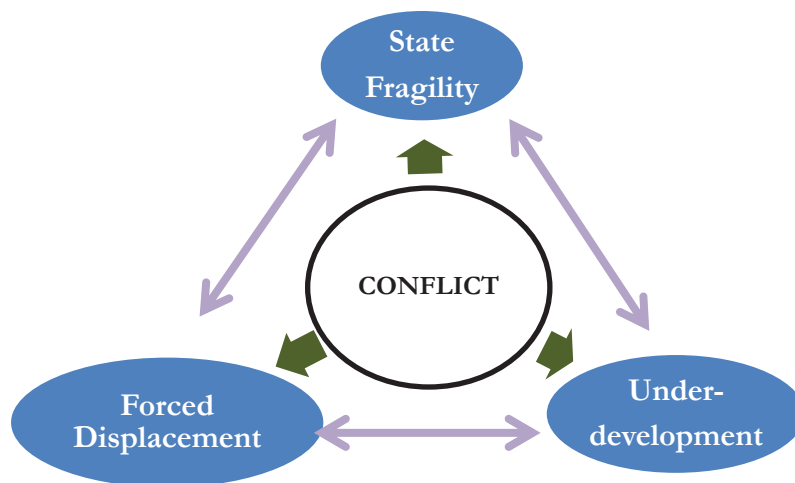 State
Fragility
CONFLICT
Forced
Displacement
Under-
development